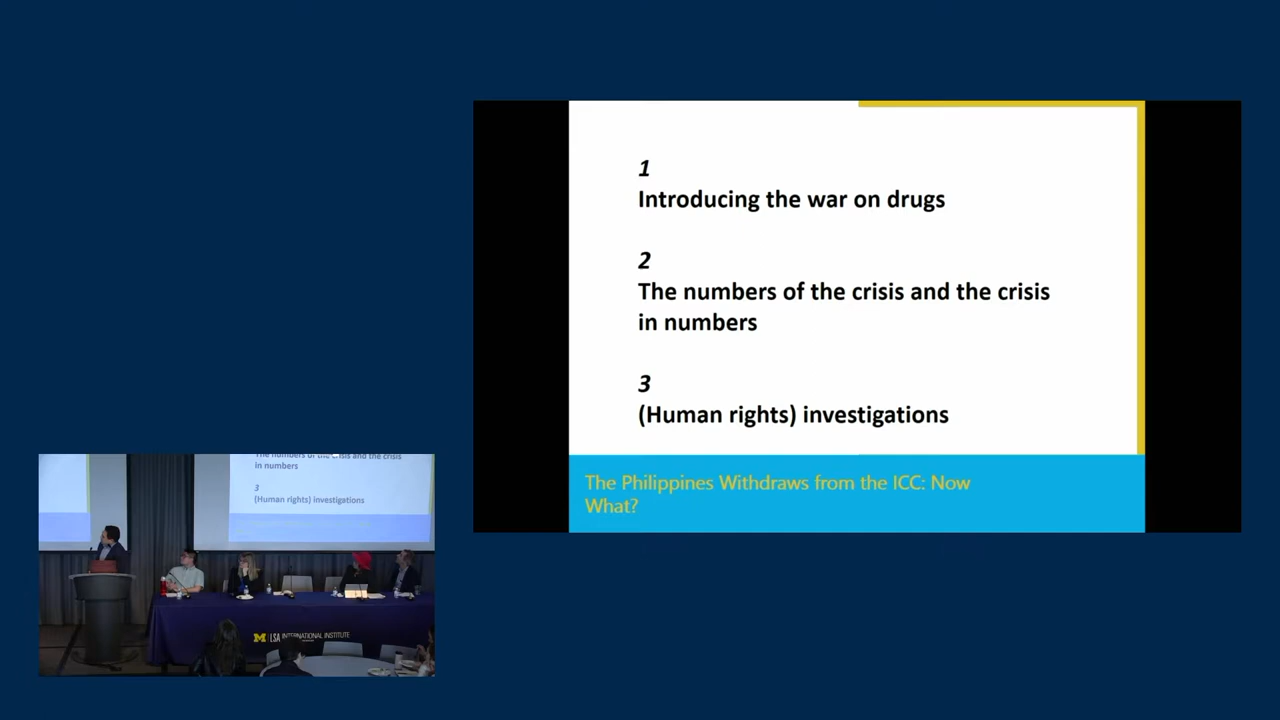 1
Introducing the war on drugs
2
The numbers of the crisis and the crisis
in numbers
3
(Human rights) investigations
The Philippines Withdraws from the ICC: Now
What?
The numbers of the crisis and the crisis
in numbers
3
(Human rights) investigations
M LSA INTERNATIONAL INSTITUTE